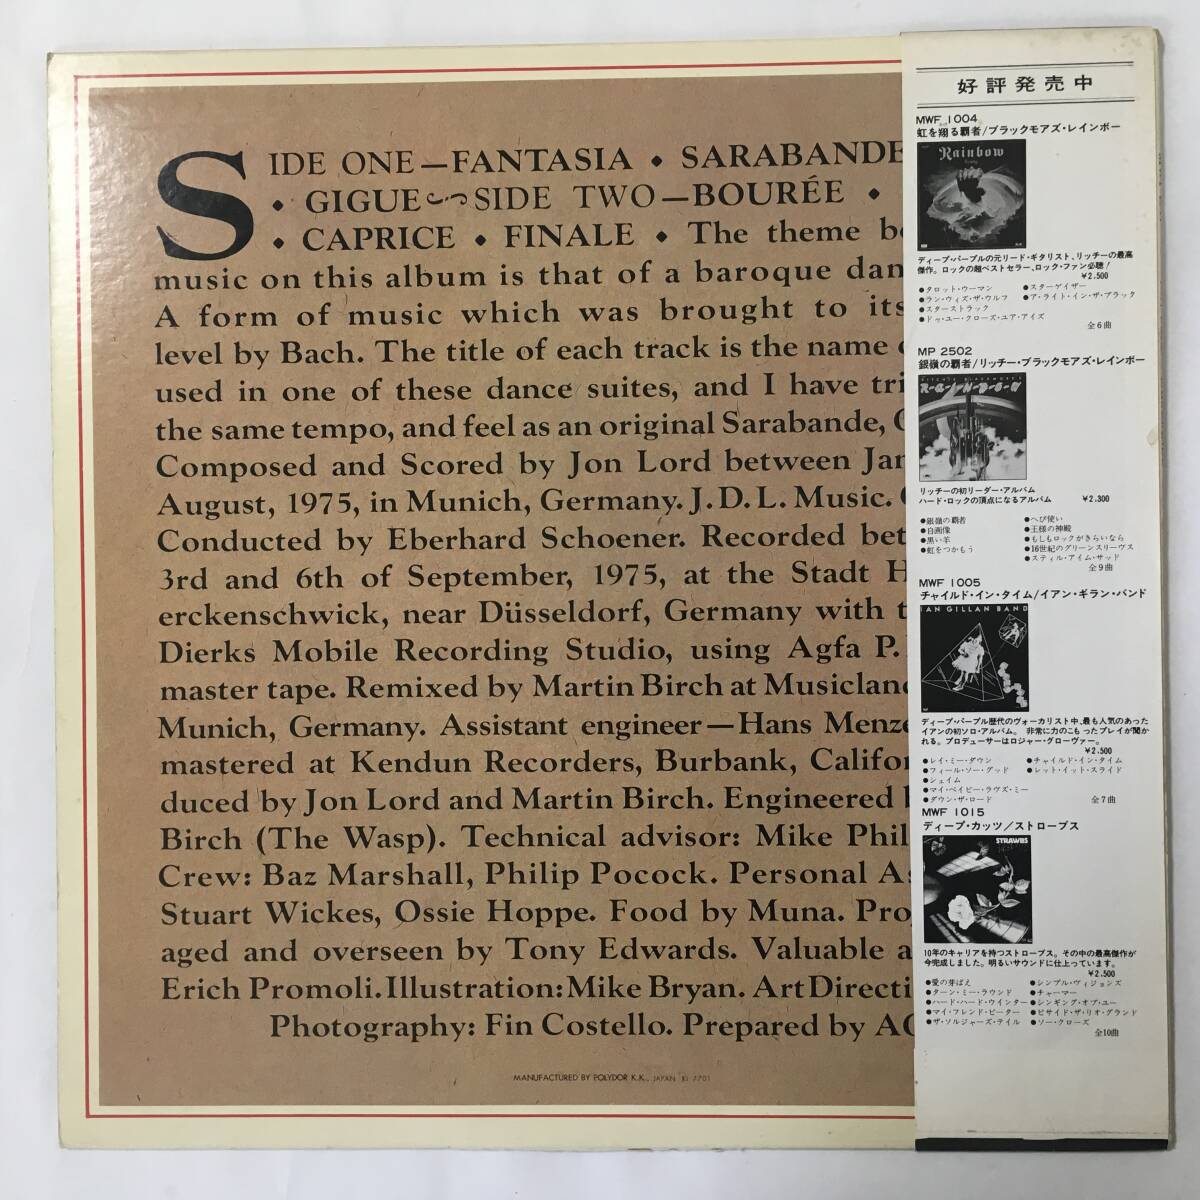 SIDE ONE—FANTASIA • SARABANDE
• GIGUE SIDE TWO—BOURÉE •
• CAPRICE • FINALE • The theme
music on this album is that of a baroque
A form of music which was brought to its
level by Bach. The title of each track is the name
used in one of these dance suites, and I have
the same tempo, and feel as an original Sarabande,
Composed and Scored by Jon Lord between
August, 1975, in Munich, Germany. J.D.L. Music.
Conducted by Eberhard Schoener. Recorded
3rd and 6th of September, 1975, at the Stadt
erckenschwick, near Düsseldorf, Germany with
Dierks Mobile Recording Studio, using Agfa P.
master tape. Remixed by Martin Birch at
Munich, Germany. Assistant engineer—Hans
mastered at Kendun Recorders, Burbank,
duced by Jon Lord and Martin Birch. Engineered
Birch (The Wasp). Technical advisor: Mike
Crew: Baz Marshall, Philip Pocock. Personal
Stuart Wickes, Ossie Hoppe. Food by Muna.
aged and overseen by Tony Edwards. Valuable
Erich Promoli. Illustration: Mike Bryan. Art
Photography: Fin Costello. Prepared by
MANUFACTURED BY POLYDOR K.K., JAPAN
好評発売中
MWF 1004
虹を翔る覇者/ブラックモアズ・レインボー
Rainbow
ディープ・パープルの元リード・ギタリスト、リッチーの最高
傑作。ロックの超ベストセラー、ロック・ファン必聴!
¥2.500
●タロット・ウーマン ●スターゲイザー
●ラン・ウィズ・ザ・ウルフ ●ア・ライト・イン・ザ・ブラック
●スターストラック
●ドゥ・ユー・クローズ・ユア・アイズ
全6曲
MP 2502
銀嶺の覇者/リッチー・ブラックモアズ・レインボー
RAINBOW
リッチーの初リーダー・アルバム
ハード・ロックの頂点になるアルバム ¥2.300
●銀嶺の覇者 ●へび使い
●自画像 ●王様の神殿
●黒い羊 ●もしもロックがきらいなら
●虹をつかもう ●16世紀のグリーンスリーヴス
●スティル・アイム・サッド
全9曲
MWF 1005
チャイルド・イン・タイム/イアン・ギラン・バンド
IAN GILLAN BAND
ディープ・パープル歴代のヴォーカリスト中、最も人気のあった
イアンの初ソロ・アルバム。非常に力のこもったプレイが聞か
れる。プロデューサーはロジャー・グローヴァー。
¥2.500
●レイ・ミー・ダウン ●チャイルド・イン・タイム
●フィール・ソー・グッド ●レット・イット・スライド
●シェイム
●マイ・ベイビー・ラヴズ・ミー
●ダウン・ザ・ロード 全7曲
MWF 1015
ディープ・カッツ/ストローブス
STRAWBS
10年のキャリアを持つストローブス。その中の最高傑作が
今完成しました。明るいサウンドに仕上っています。
¥2.500
●愛の芽ばえ ●シンプル・ヴィジョンズ
●ターン・ミー・ラウンド ●チャーマー
●ハード・ハード・ウインター ●シンギング・オブ・ユー
●マイ・フレンド・ピーター ●ビサイド・ザ・リオ・グランド
●ザ・ソルジャーズ・テイル ●ソー・クローズ
全10曲